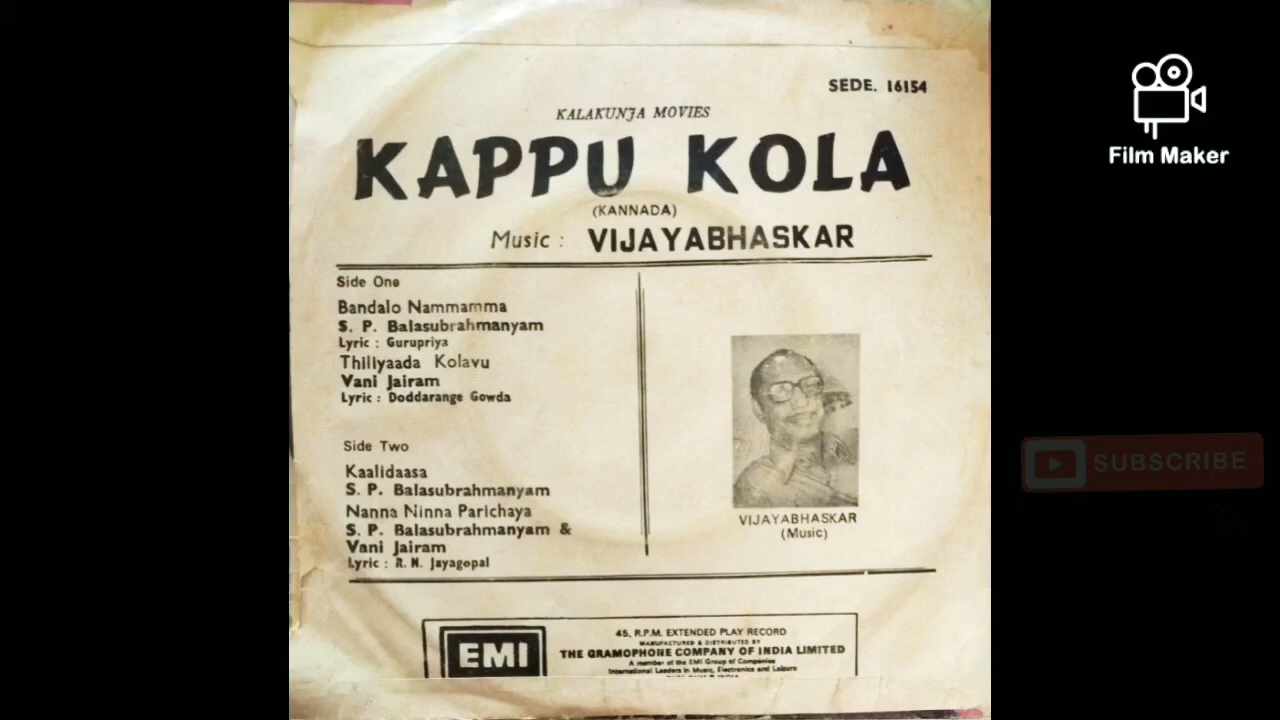 SEDE. 16154
KALAKUNJA MOVIES
KAPPU KOLA
(KANNADA)
Music : VIJAYABHASKAR
Side One
Bandalo Nammamma
S. P. Balasubrahmanyam
Lyric : Gurupriya
Thiliyaada Kolavu
Vani Jairam
Lyric : Doddarange Gowda
Side Two
Kaalidaasa
S. P. Balasubrahmanyam
Nanna Ninna Parichaya
S. P. Balasubrahmanyam &
Vani Jairam
Lyric : R. N. Jayagopal
VIJAYABHASKAR
(Music)
EMI
45, R.P.M. EXTENDED PLAY RECORD
MANUFACTURED & DISTRIBUTED BY
THE GRAMOPHONE COMPANY OF INDIA LIMITED
A member of the EMI Group of Companies
International Leaders in Music, Electronics and Leisure
Film Maker
SUBSCRIBE